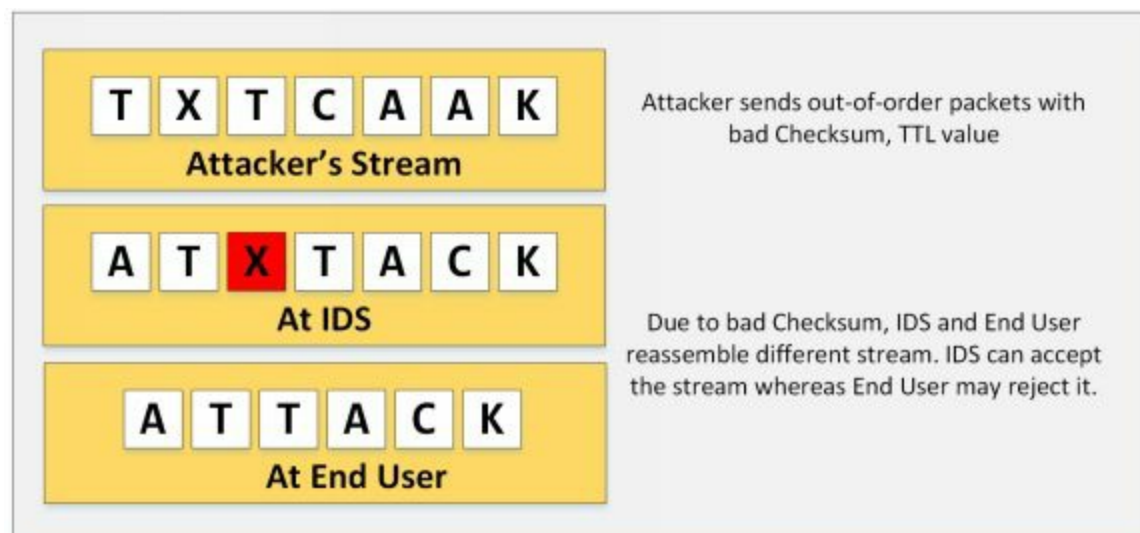 T X T C A A K
Attacker's Stream
Attacker sends out-of-order packets with
bad Checksum, TTL value
A T X T A C K
At IDS
Due to bad Checksum, IDS and End User
reassemble different stream. IDS can accept
the stream whereas End User may reject it.
A T T A C K
At End User